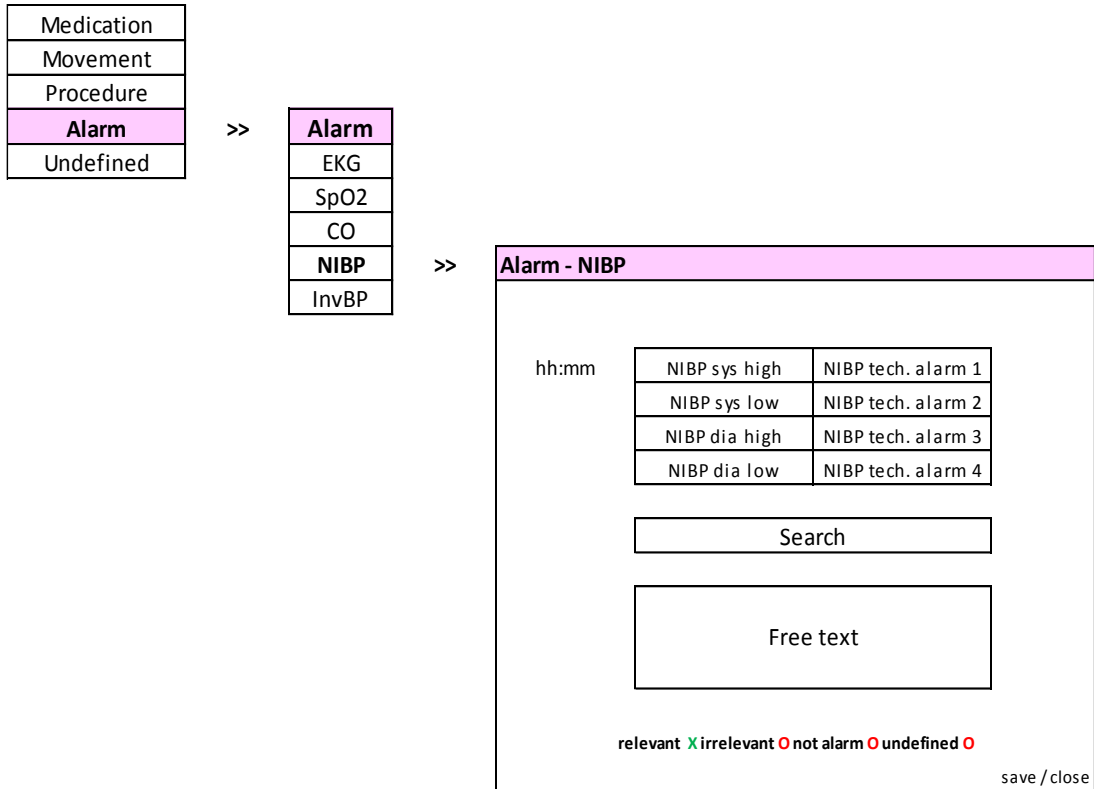 Medication
Movement
Procedure
Alarm >> Alarm
Undefined
EKG
SpO2
CO
NIBP >> Alarm - NIBP
InvBP
hh:mm NIBP sys high NIBP tech. alarm 1
NIBP sys low NIBP tech. alarm 2
NIBP dia high NIBP tech. alarm 3
NIBP dia low NIBP tech. alarm 4
Search
Free text
relevant X irrelevant O not alarm O undefined O
save / close